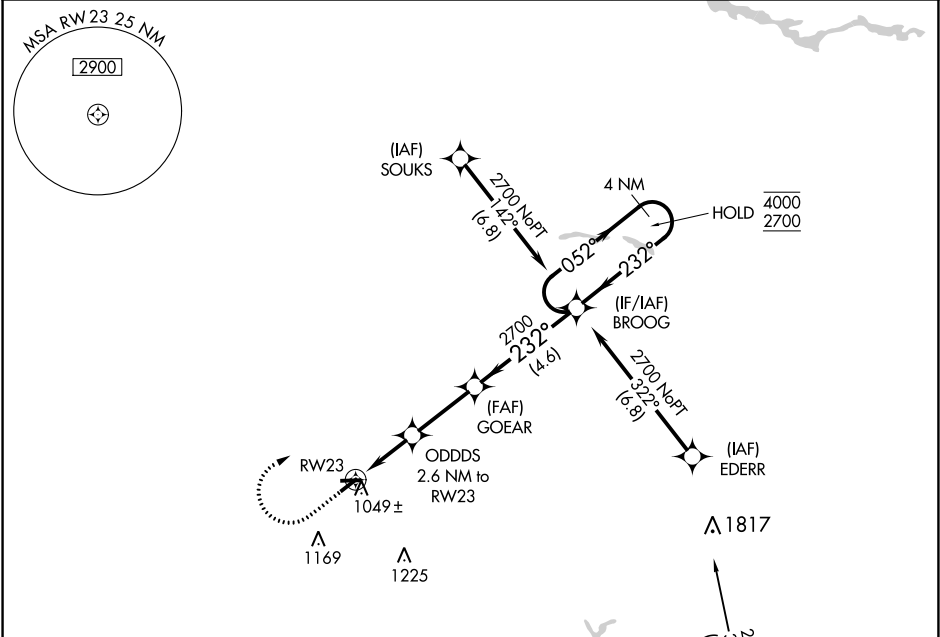 MSA RW 23 25 NM
2900
(IAF)
SOUKS
2700 NoPT
142°
(6.8)
4 NM
HOLD
4000
2700
052°
232°
(IF/IAF)
BROOG
2700
232°
(4.6)
2700 NoPT
322°
(6.8)
(FAF)
GOEAR
(IAF)
EDERR
ODDDS
2.6 NM to
RW23
RW23
1049±
1169
1225
1817